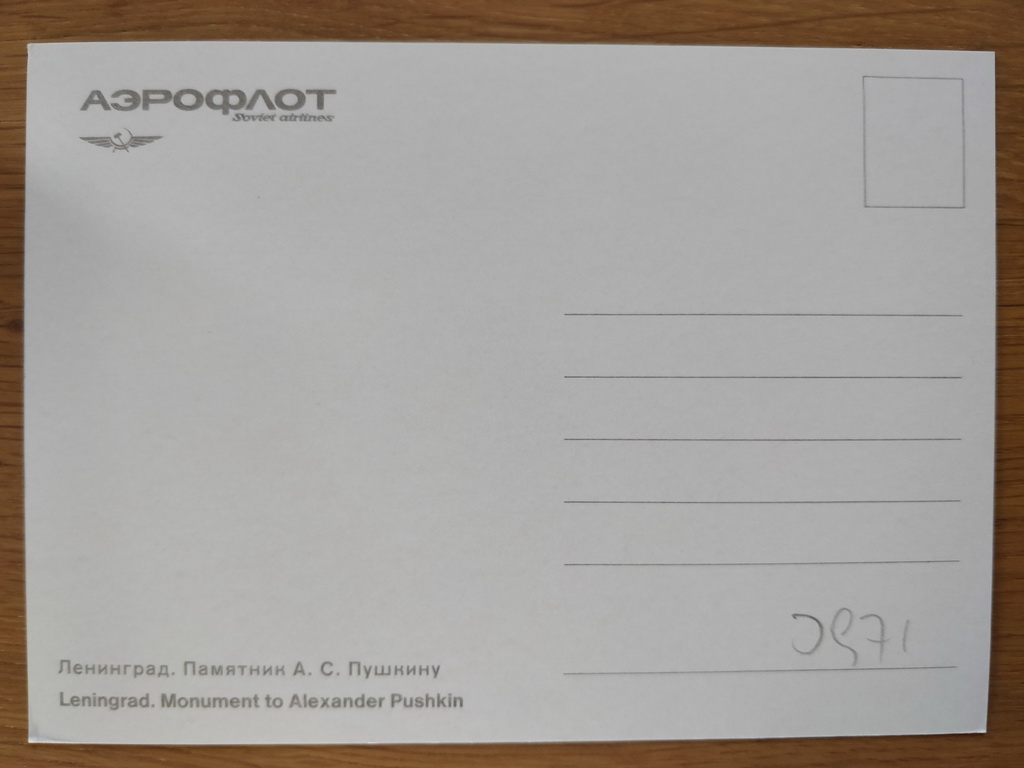 АЭРОФЛОТ
Soviet airlines
Ленинград. Памятник А. С. Пушкину
Leningrad. Monument to Alexander Pushkin